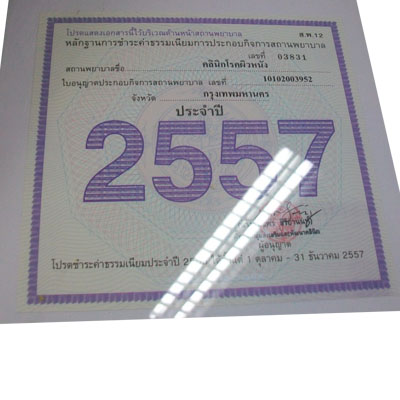 โปรดแสดงเอกสารนี้ไว้บริเวณด้านหน้าสถานพยาบาล ส.พ.12
หลักฐานการชำระค่าธรรมเนียมการประกอบกิจการสถานพยาบาล
เลขที่ 03831
สถานพยาบาลชื่อ คลินิกโรคผิวหนัง
ใบอนุญาตประกอบกิจการสถานพยาบาล เลขที่ 10102003952
จังหวัด กรุงเทพมหานคร
ประจำปี
2557
ผู้อนุญาต
โปรดชำระค่าธรรมเนียมประจำปี 1 ตุลาคม - 31 ธันวาคม 2557